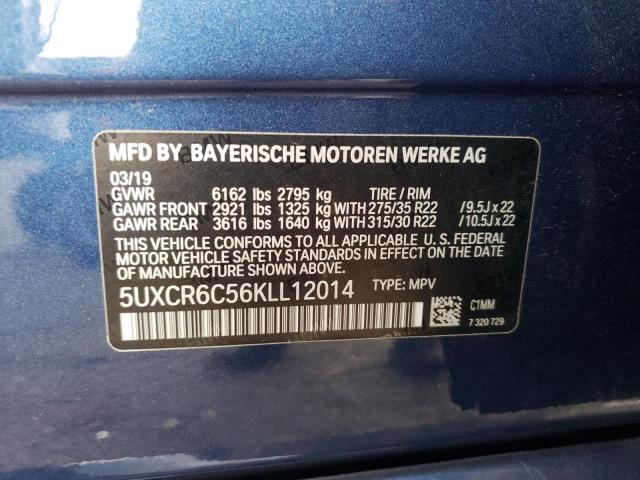 MFD BY BAYERISCHE MOTOREN WERKE AG
03/19
GVWR 6162 lbs 2795 kg TIRE / RIM
GAWR FRONT 2921 lbs 1325 kg WITH 275/35 R22 /9.5J x 22
GAWR REAR 3616 lbs 1640 kg WITH 315/30 R22 /10.5J x 22
THIS VEHICLE CONFORMS TO ALL APPLICABLE U. S. FEDERAL
MOTOR VEHICLE SAFETY STANDARDS IN EFFECT ON THE
DATE OF MANUFACTURE SHOWN ABOVE.
5UXCR6C56KLL12014 TYPE: MPV
C1MM
7 320 729